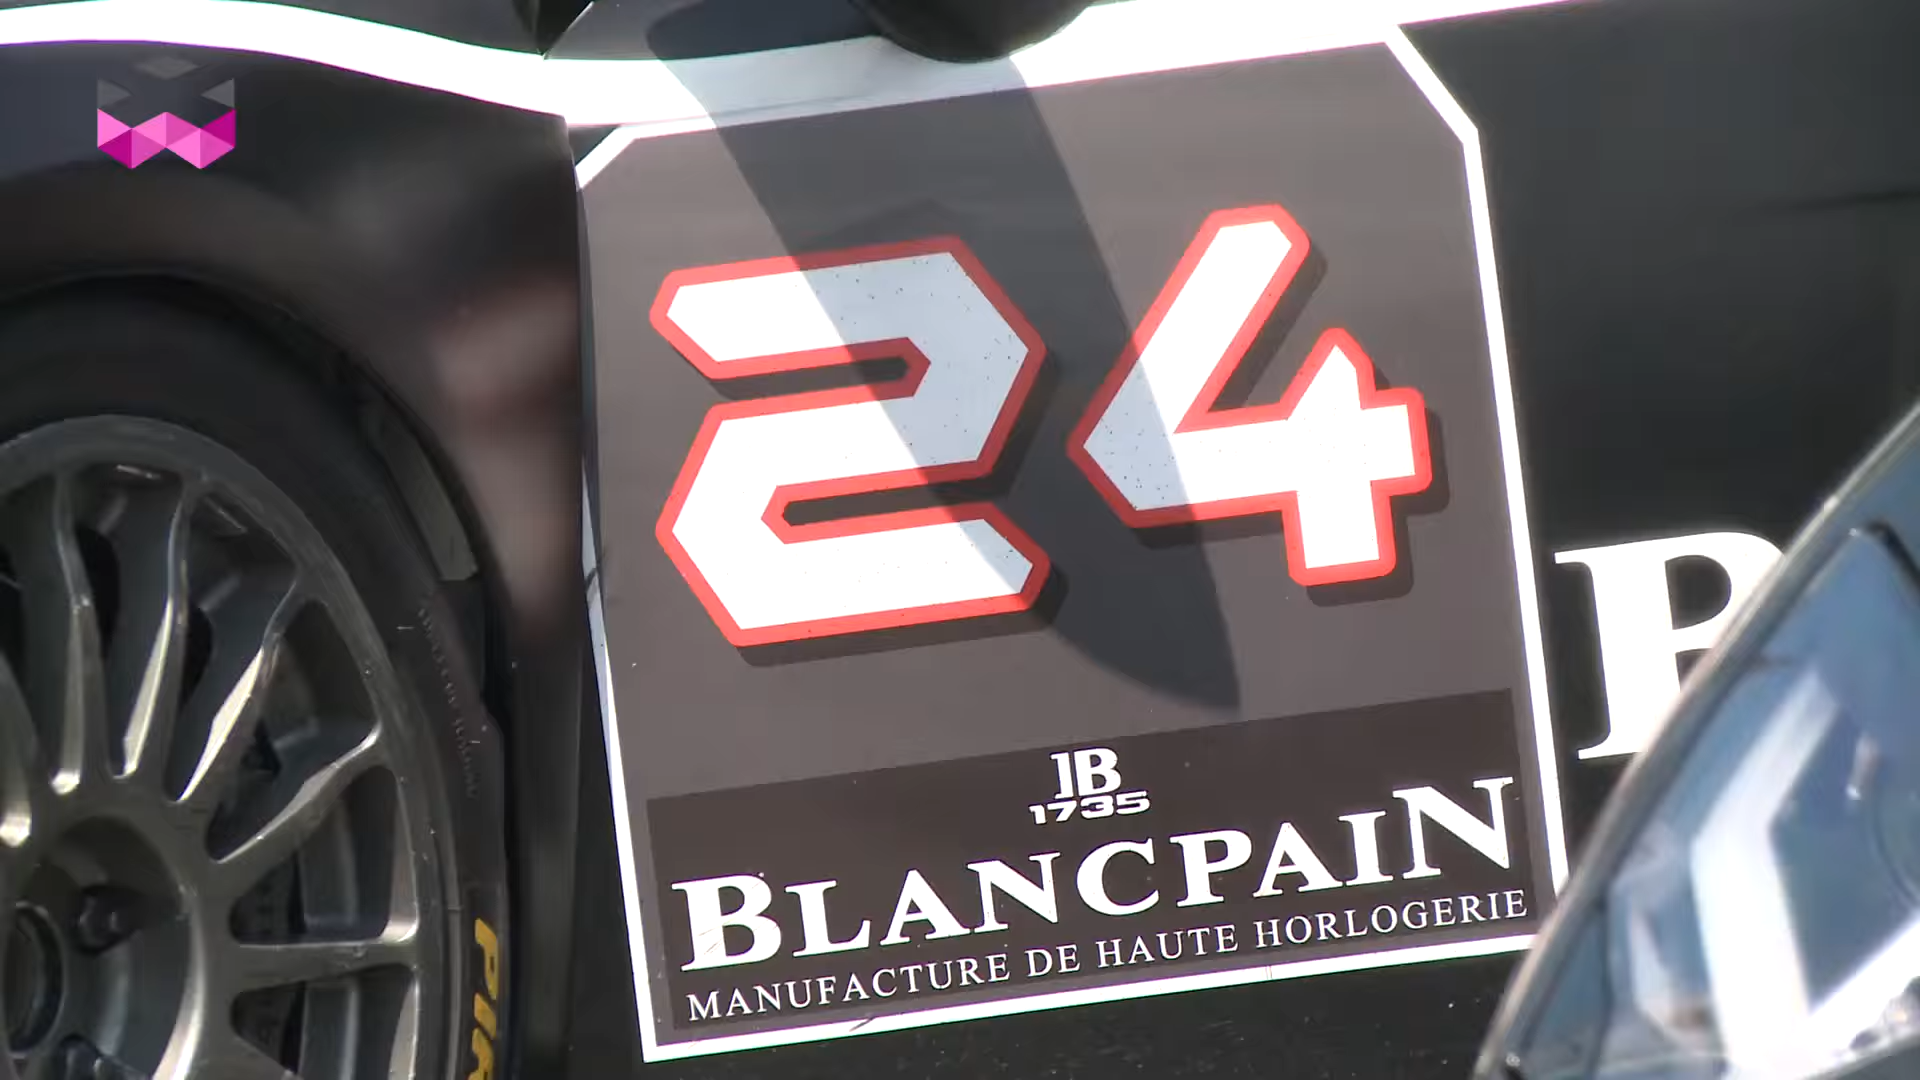 24
JB
1735
BLANCPAIN
MANUFACTURE DE HAUTE HORLOGERIE
B